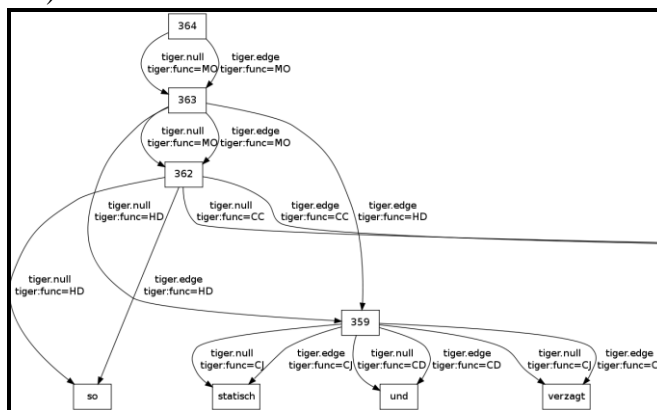 364
tiger.null tiger.edge
tiger:func=MO tiger:func=MO
363
tiger.null tiger.edge
tiger:func=MO tiger:func=MO
362
tiger.null tiger.null tiger.edge tiger.edge
tiger:func=HD tiger:func=CC tiger:func=CC tiger:func=HD
tiger.null tiger.edge
tiger:func=HD tiger:func=HD
359
tiger.null tiger.edge tiger.null tiger.edge tiger.null tiger.edge
tiger:func=CJ tiger:func=CJ tiger:func=CD tiger:func=CD tiger:func=CJ tiger:func=C
so statisch und verzagt